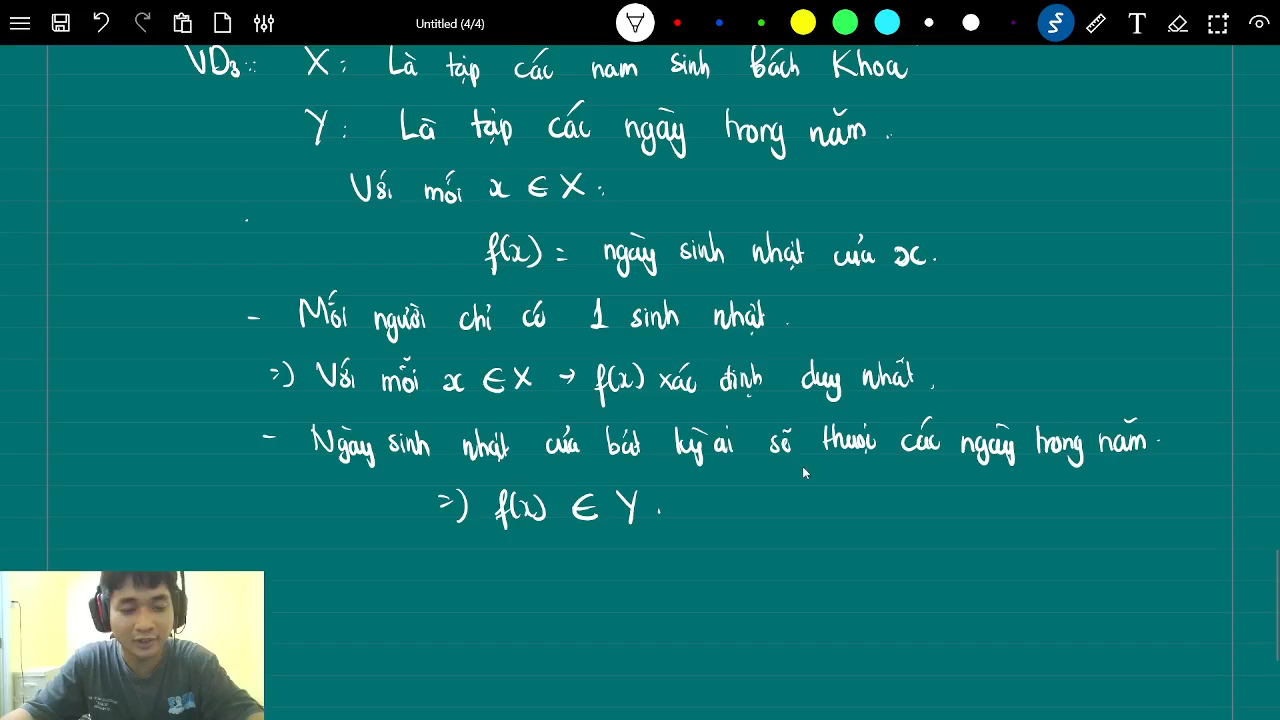 Untitled (4/4)
VD3: X: Là tập các nam sinh Bách Khoa
Y: Là tập các ngày trong năm.
Với mỗi x ∈ X:
f(x) = ngày sinh nhật của x.
- Mỗi người chỉ có 1 sinh nhật.
=) Với mỗi x ∈ X → f(x) xác định duy nhất.
- Ngày sinh nhật của bất kỳ ai sẽ thuộc các ngày trong năm.
=) f(x) ∈ Y.